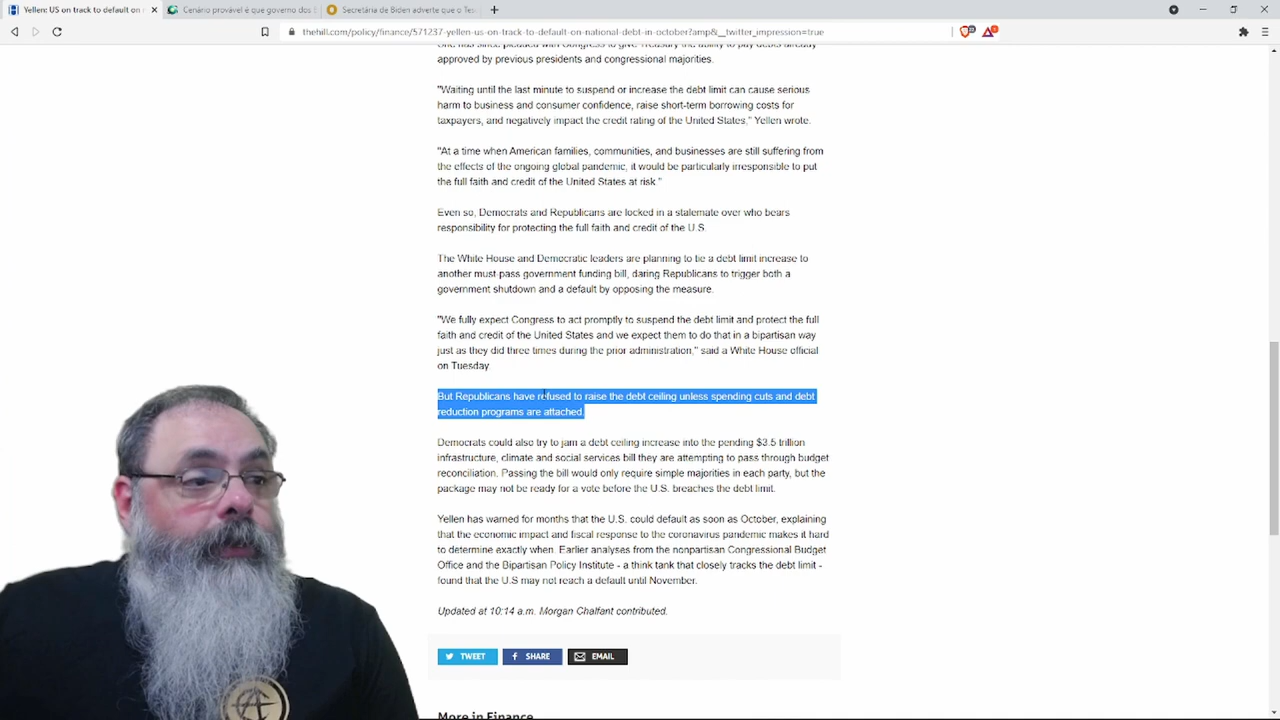 Yellen: US on track to default on
Cenário provável é que governo dos
Secretária de Biden adverte que o Tes
thehill.com/policy/finance/571237-yellen-us-on-track-to-default-on-national-debt-in-october?amp&__twitter_impression=true
One has since pleaded with Congress to give Treasury the ability to pay debts already
approved by previous presidents and congressional majorities.
"Waiting until the last minute to suspend or increase the debt limit can cause serious
harm to business and consumer confidence, raise short-term borrowing costs for
taxpayers, and negatively impact the credit rating of the United States," Yellen wrote.
"At a time when American families, communities, and businesses are still suffering from
the effects of the ongoing global pandemic, it would be particularly irresponsible to put
the full faith and credit of the United States at risk."
Even so, Democrats and Republicans are locked in a stalemate over who bears
responsibility for protecting the full faith and credit of the U.S.
The White House and Democratic leaders are planning to tie a debt limit increase to
another must pass government funding bill, daring Republicans to trigger both a
government shutdown and a default by opposing the measure.
"We fully expect Congress to act promptly to suspend the debt limit and protect the full
faith and credit of the United States and we expect them to do that in a bipartisan way
just as they did three times during the prior administration," said a White House official
on Tuesday.
But Republicans have refused to raise the debt ceiling unless spending cuts and debt
reduction programs are attached.
Democrats could also try to jam a debt ceiling increase into the pending $3.5 trillion
infrastructure, climate and social services bill they are attempting to pass through budget
reconciliation. Passing the bill would only require simple majorities in each party, but the
package may not be ready for a vote before the U.S. breaches the debt limit.
Yellen has warned for months that the U.S. could default as soon as October, explaining
that the economic impact and fiscal response to the coronavirus pandemic makes it hard
to determine exactly when. Earlier analyses from the nonpartisan Congressional Budget
Office and the Bipartisan Policy Institute - a think tank that closely tracks the debt limit -
found that the U.S may not reach a default until November.
Updated at 10:14 a.m. Morgan Chalfant contributed.
TWEET
SHARE
EMAIL
More in Finance